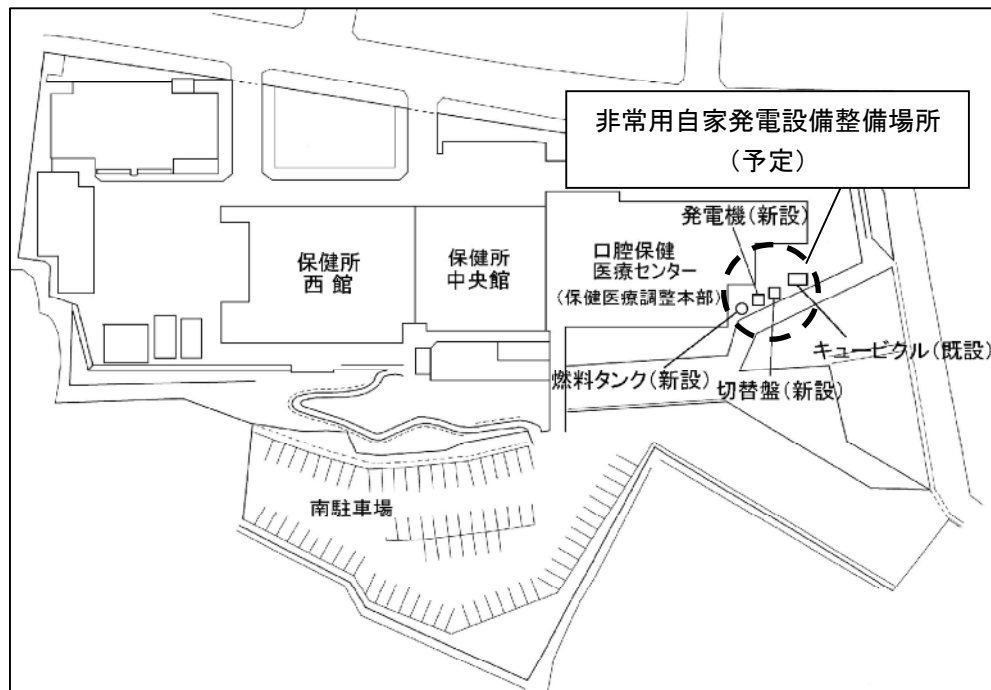 非常用自家発電設備整備場所
（予定）
発電機（新設）
保健所
西館
保健所
中央館
口腔保健
医療センター
（保健医療調整本部）
キュービクル（既設）
燃料タンク（新設）
切替盤（新設）
南駐車場